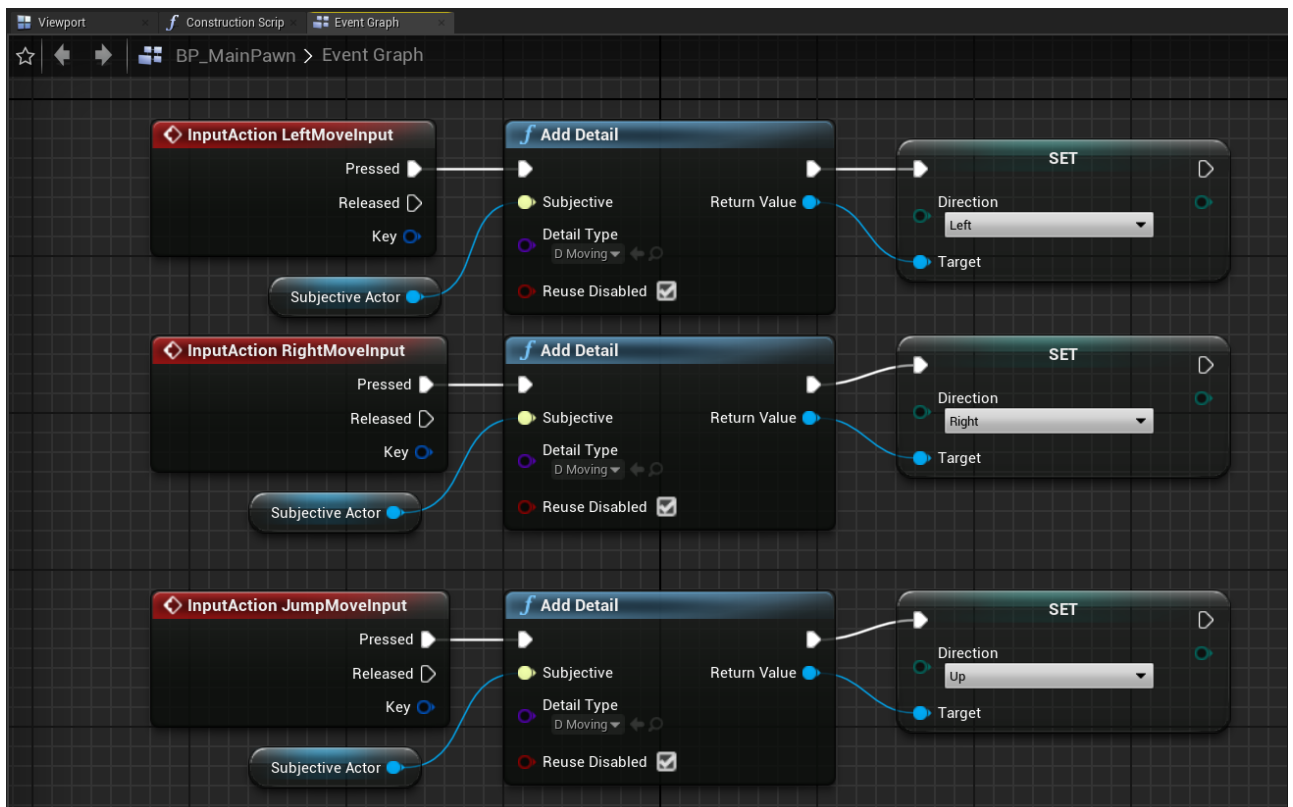 Viewport
Construction Scrip
Event Graph
BP_MainPawn > Event Graph
InputAction LeftMoveInput
Pressed
Released
Key
Subjective Actor
Add Detail
Subjective
Return Value
Detail Type
D Moving
Reuse Disabled
SET
Direction
Left
Target
InputAction RightMoveInput
Pressed
Released
Key
Subjective Actor
Add Detail
Subjective
Return Value
Detail Type
D Moving
Reuse Disabled
SET
Direction
Right
Target
InputAction JumpMoveInput
Pressed
Released
Key
Subjective Actor
Add Detail
Subjective
Return Value
Detail Type
D Moving
Reuse Disabled
SET
Direction
Up
Target